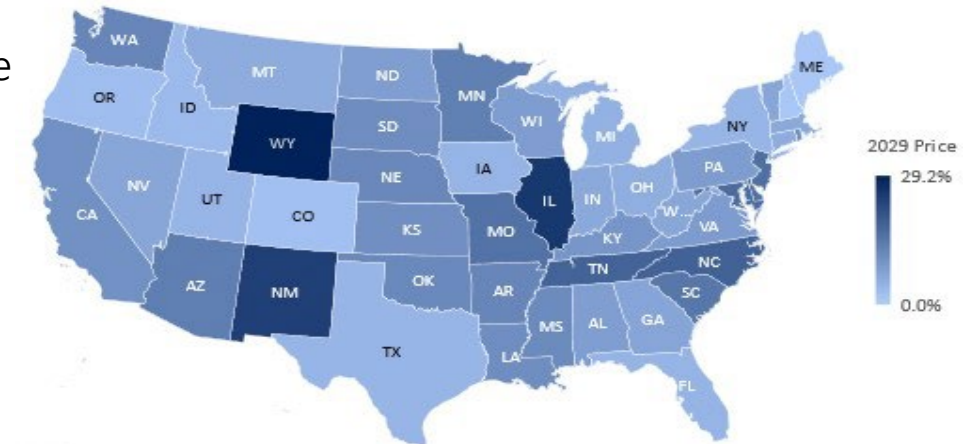 e
WA
MT
ND
MN
ME
OR
ID
SD
WI
MI
NY
WY
2029 Price
29.2%
0.0%
NE
IA
PA
NV
UT
CO
IL
IN
OH
W...
VA
CA
KS
MO
KY
AZ
NM
OK
AR
TN
NC
SC
TX
MS
AL
GA
LA
FL